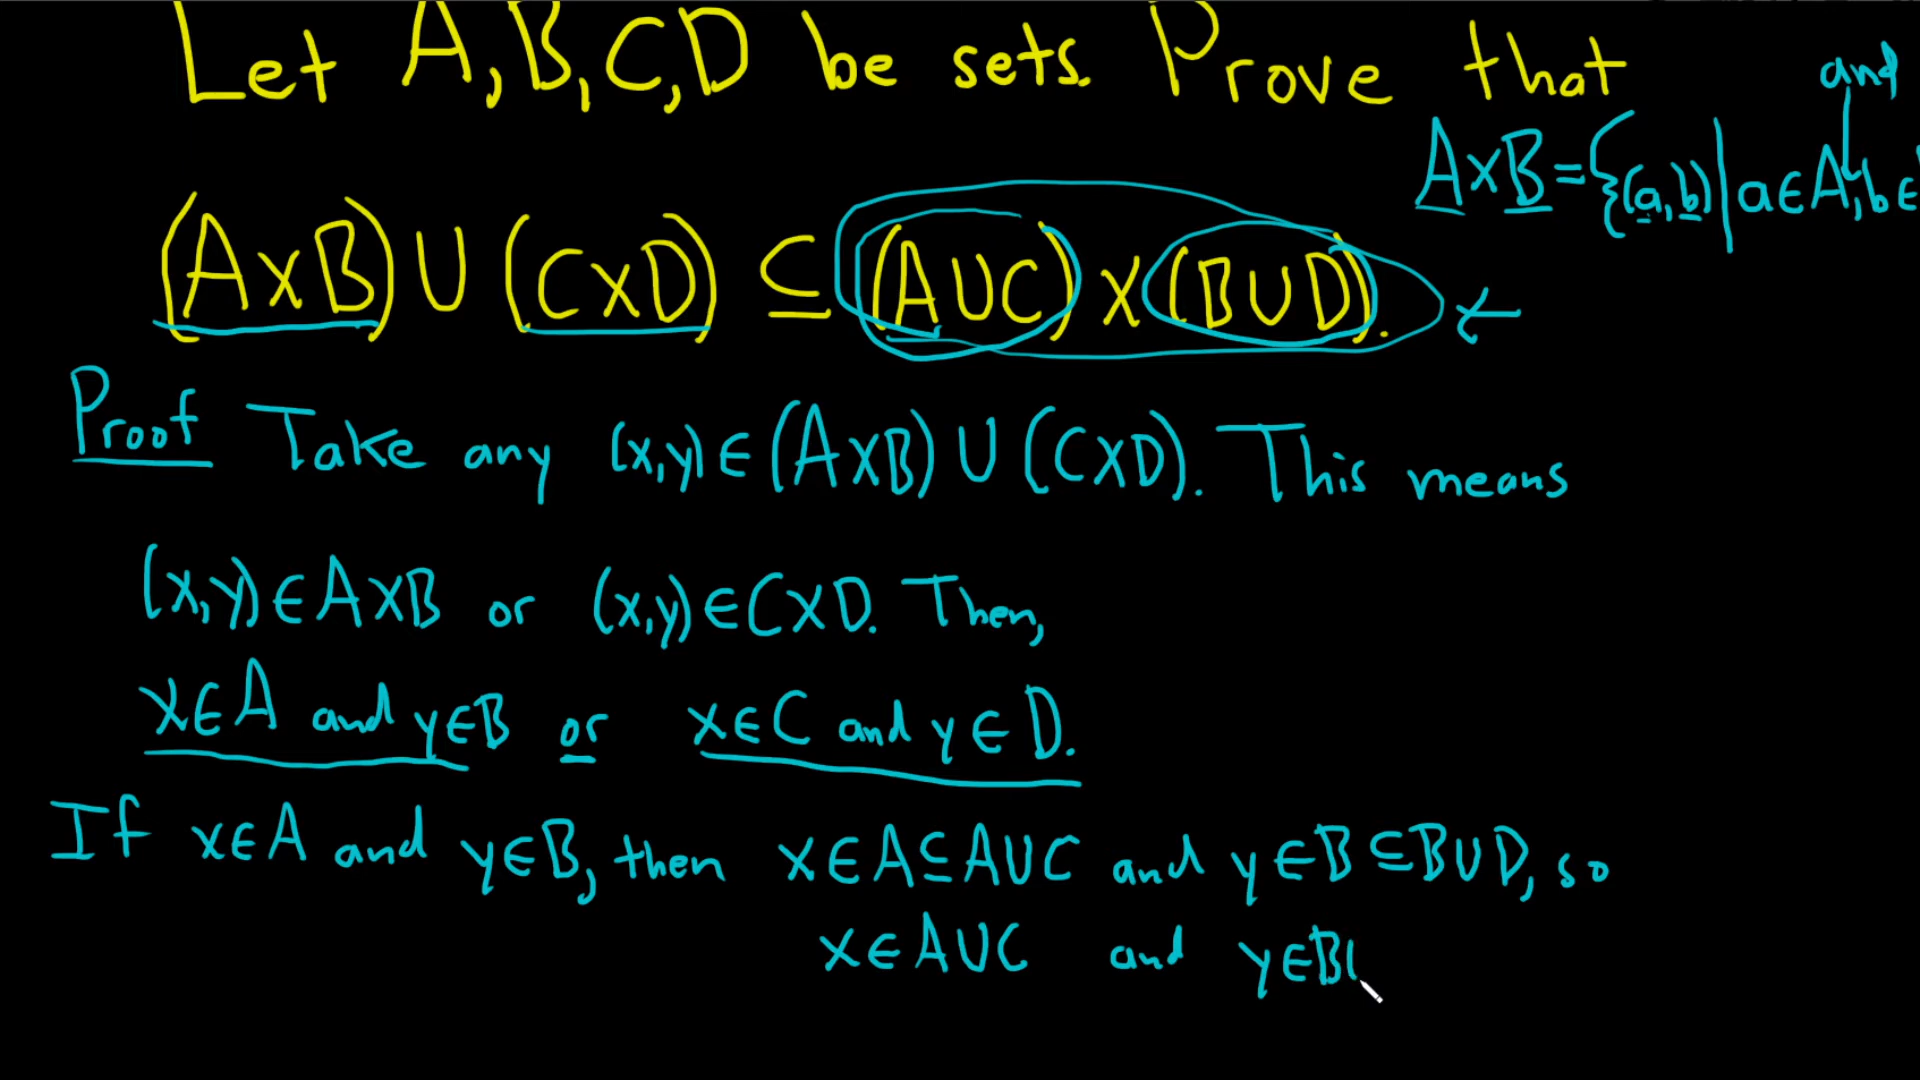 Let A,B,C,D be sets. Prove that
and
A×B={(a,b)|a∈A,b∈
(A×B)∪(C×D)⊆(A∪C)×(B∪D).←
Proof Take any (x,y)∈(A×B)∪(C×D). This means
(x,y)∈A×B or (x,y)∈C×D. Then,
x∈A and y∈B or x∈C and y∈D.
If x∈A and y∈B, then x∈A⊆A∪C and y∈B⊆B∪D, so
x∈A∪C and y∈B